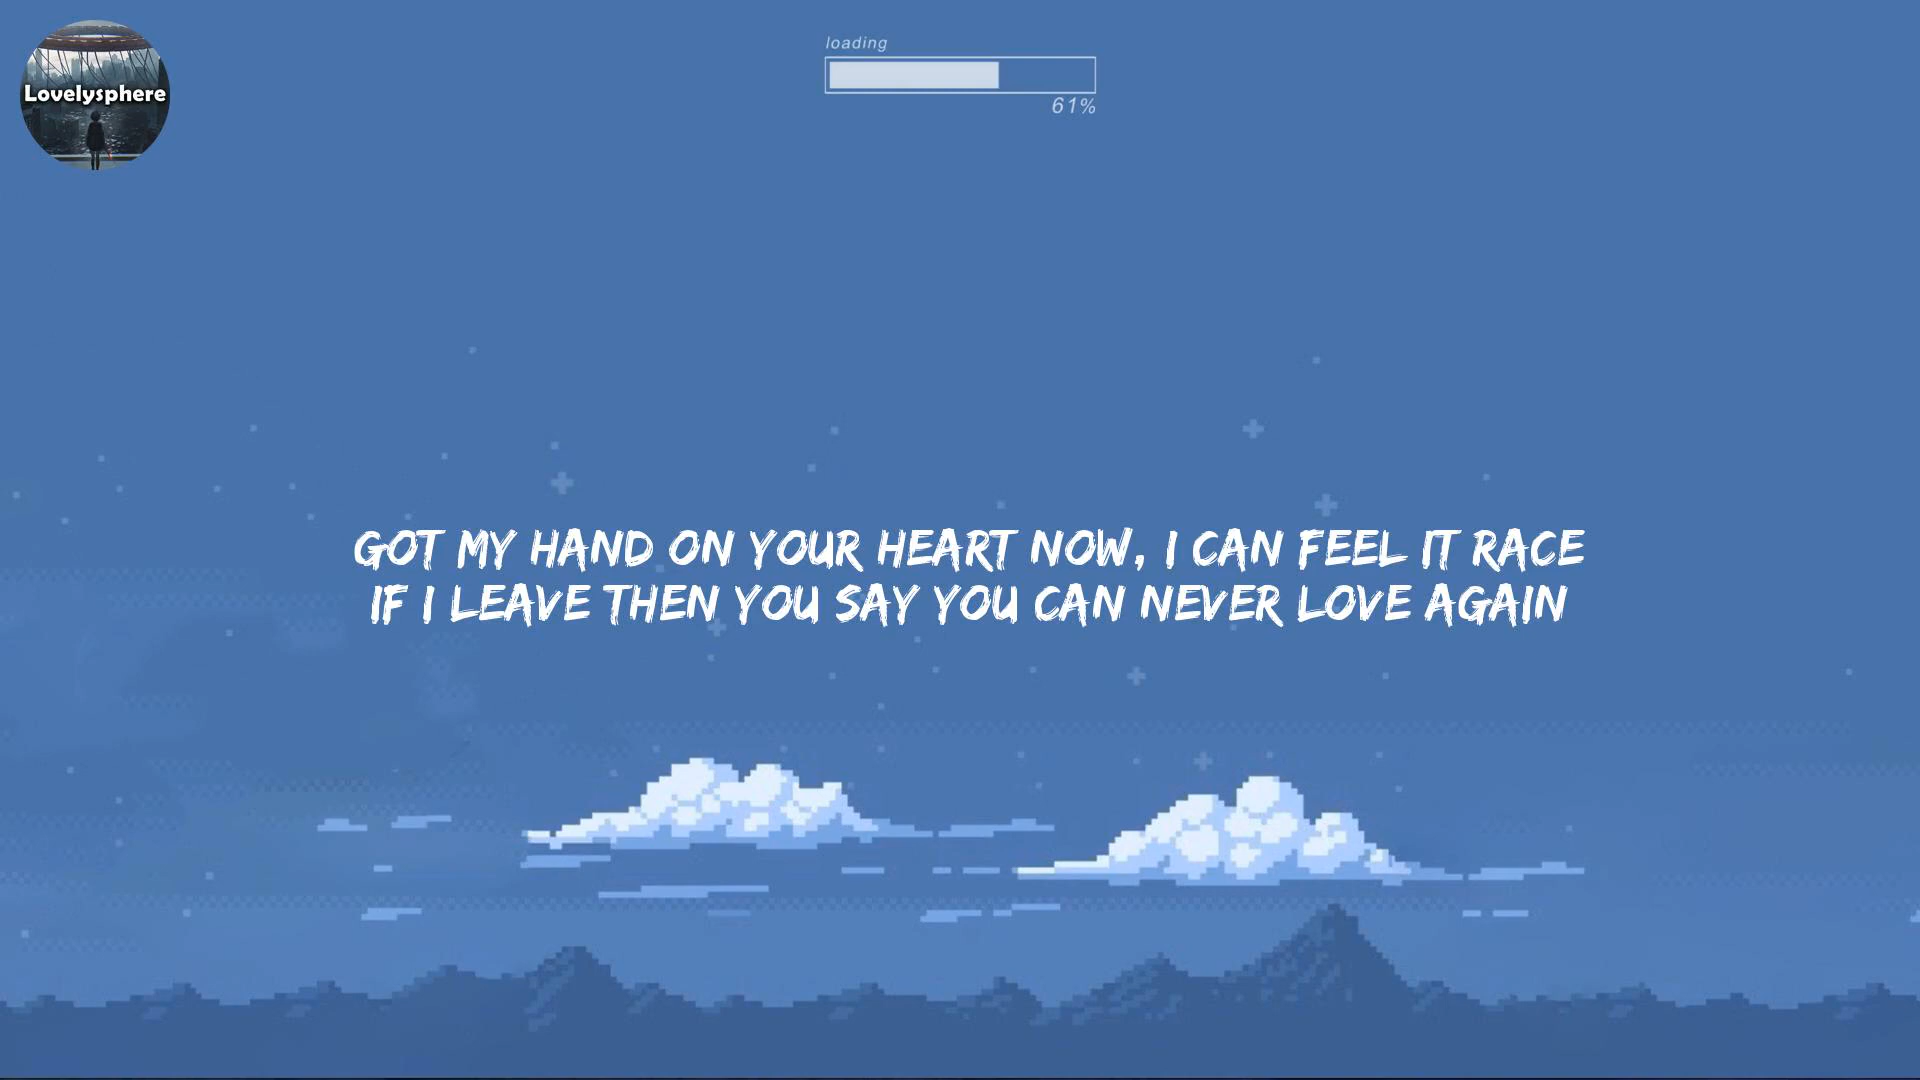 Lovelysphere
loading
61%
GOT MY HAND ON YOUR HEART NOW, I CAN FEEL IT RACE
IF I LEAVE THEN YOU SAY YOU CAN NEVER LOVE AGAIN